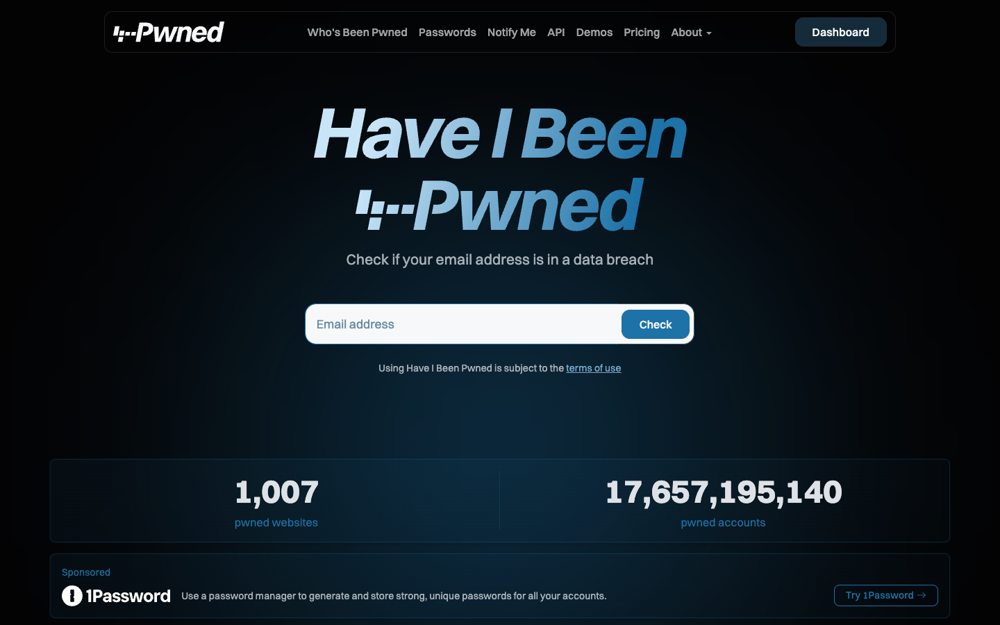 Pwned
Who's Been Pwned
Passwords
Notify Me
API
Demos
Pricing
About
Dashboard
Have I Been
Pwned
Check if your email address is in a data breach
Email address
Check
Using Have I Been Pwned is subject to the terms of use
1,007
pwned websites
17,657,195,140
pwned accounts
Sponsored
1Password
Use a password manager to generate and store strong, unique passwords for all your accounts.
Try 1Password →